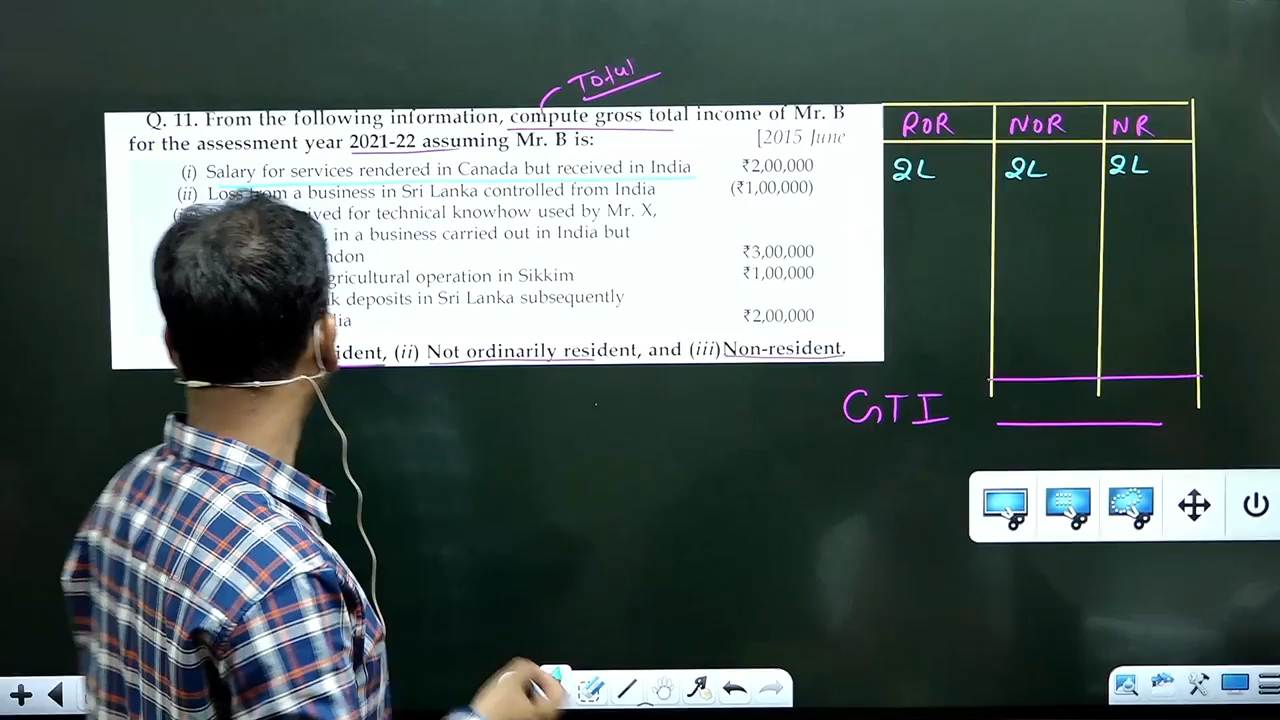 Total
Q. 11. From the following information, compute gross total income of Mr. B
for the assessment year 2021-22 assuming Mr. B is: [2015 June
(i) Salary for services rendered in Canada but received in India ₹2,00,000
(ii) Loss from a business in Sri Lanka controlled from India (₹1,00,000)
ived for technical knowhow used by Mr. X,
, in a business carried out in India but
ndon ₹3,00,000
gricultural operation in Sikkim ₹1,00,000
k deposits in Sri Lanka subsequently
ia ₹2,00,000
ident, (ii) Not ordinarily resident, and (iii) Non-resident.
ROR NOR NR
2L 2L 2L
GTI